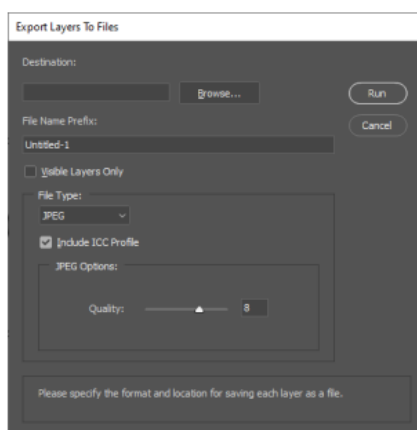 Export Layers To Files
Destination:
Browse...
Run
File Name Prefix:
Cancel
Untitled-1
Visible Layers Only
File Type:
JPEG
Include ICC Profile
JPEG Options:
Quality:
8
Please specify the format and location for saving each layer as a file.